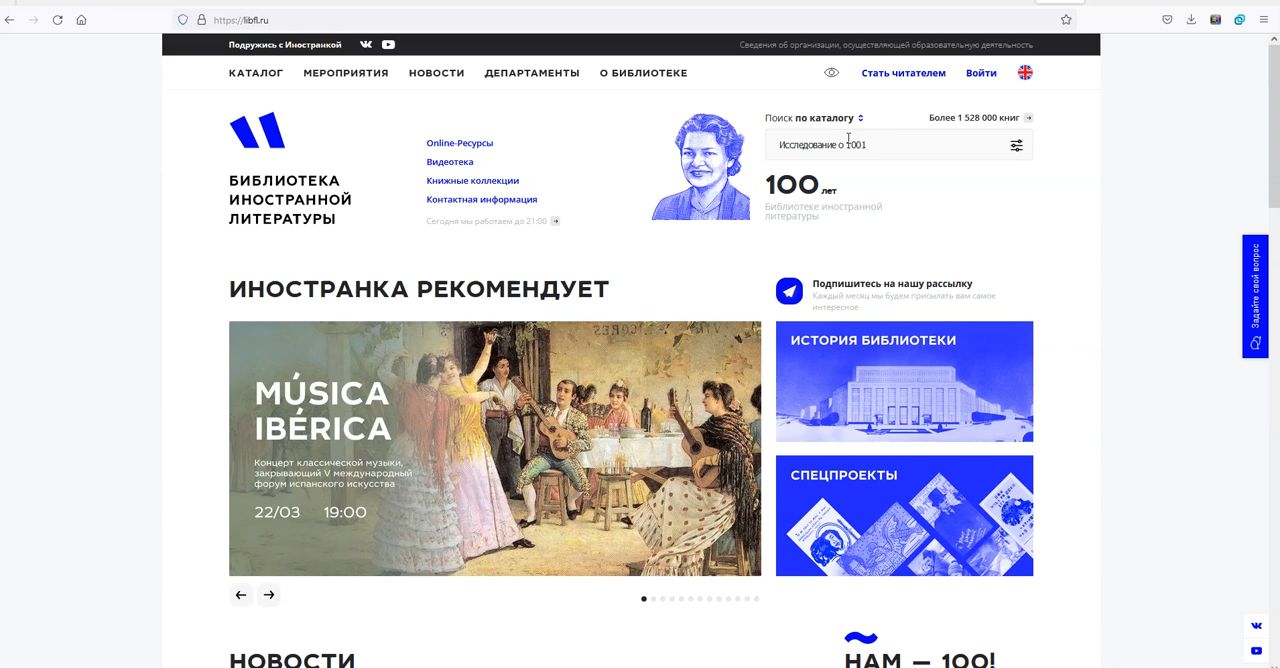 https://libfl.ru
Подружись с Иностранкой
Сведения об организации, осуществляющей образовательную деятельность
КАТАЛОГ МЕРОПРИЯТИЯ НОВОСТИ ДЕПАРТАМЕНТЫ О БИБЛИОТЕКЕ
Стать читателем Войти
БИБЛИОТЕКА
ИНОСТРАННОЙ
ЛИТЕРАТУРЫ
Online-Ресурсы
Видеотека
Книжные коллекции
Контактная информация
Сегодня мы работаем до 21:00
Поиск по каталогу
Более 1 528 000 книг
Исследование о 1001
100 лет
Библиотеке иностранной
литературы
ИНОСТРАНКА РЕКОМЕНДУЕТ
Подпишитесь на нашу рассылку
Каждый месяц мы будем присылать вам самое
интересное
MÚSICA
IBÉRICA
Концерт классической музыки,
закрывающий V международный
форум испанского искусства
22/03 19:00
ИСТОРИЯ БИБЛИОТЕКИ
СПЕЦПРОЕКТЫ
Задайте свой вопрос
НОВОСТИ
НАМ — 100!